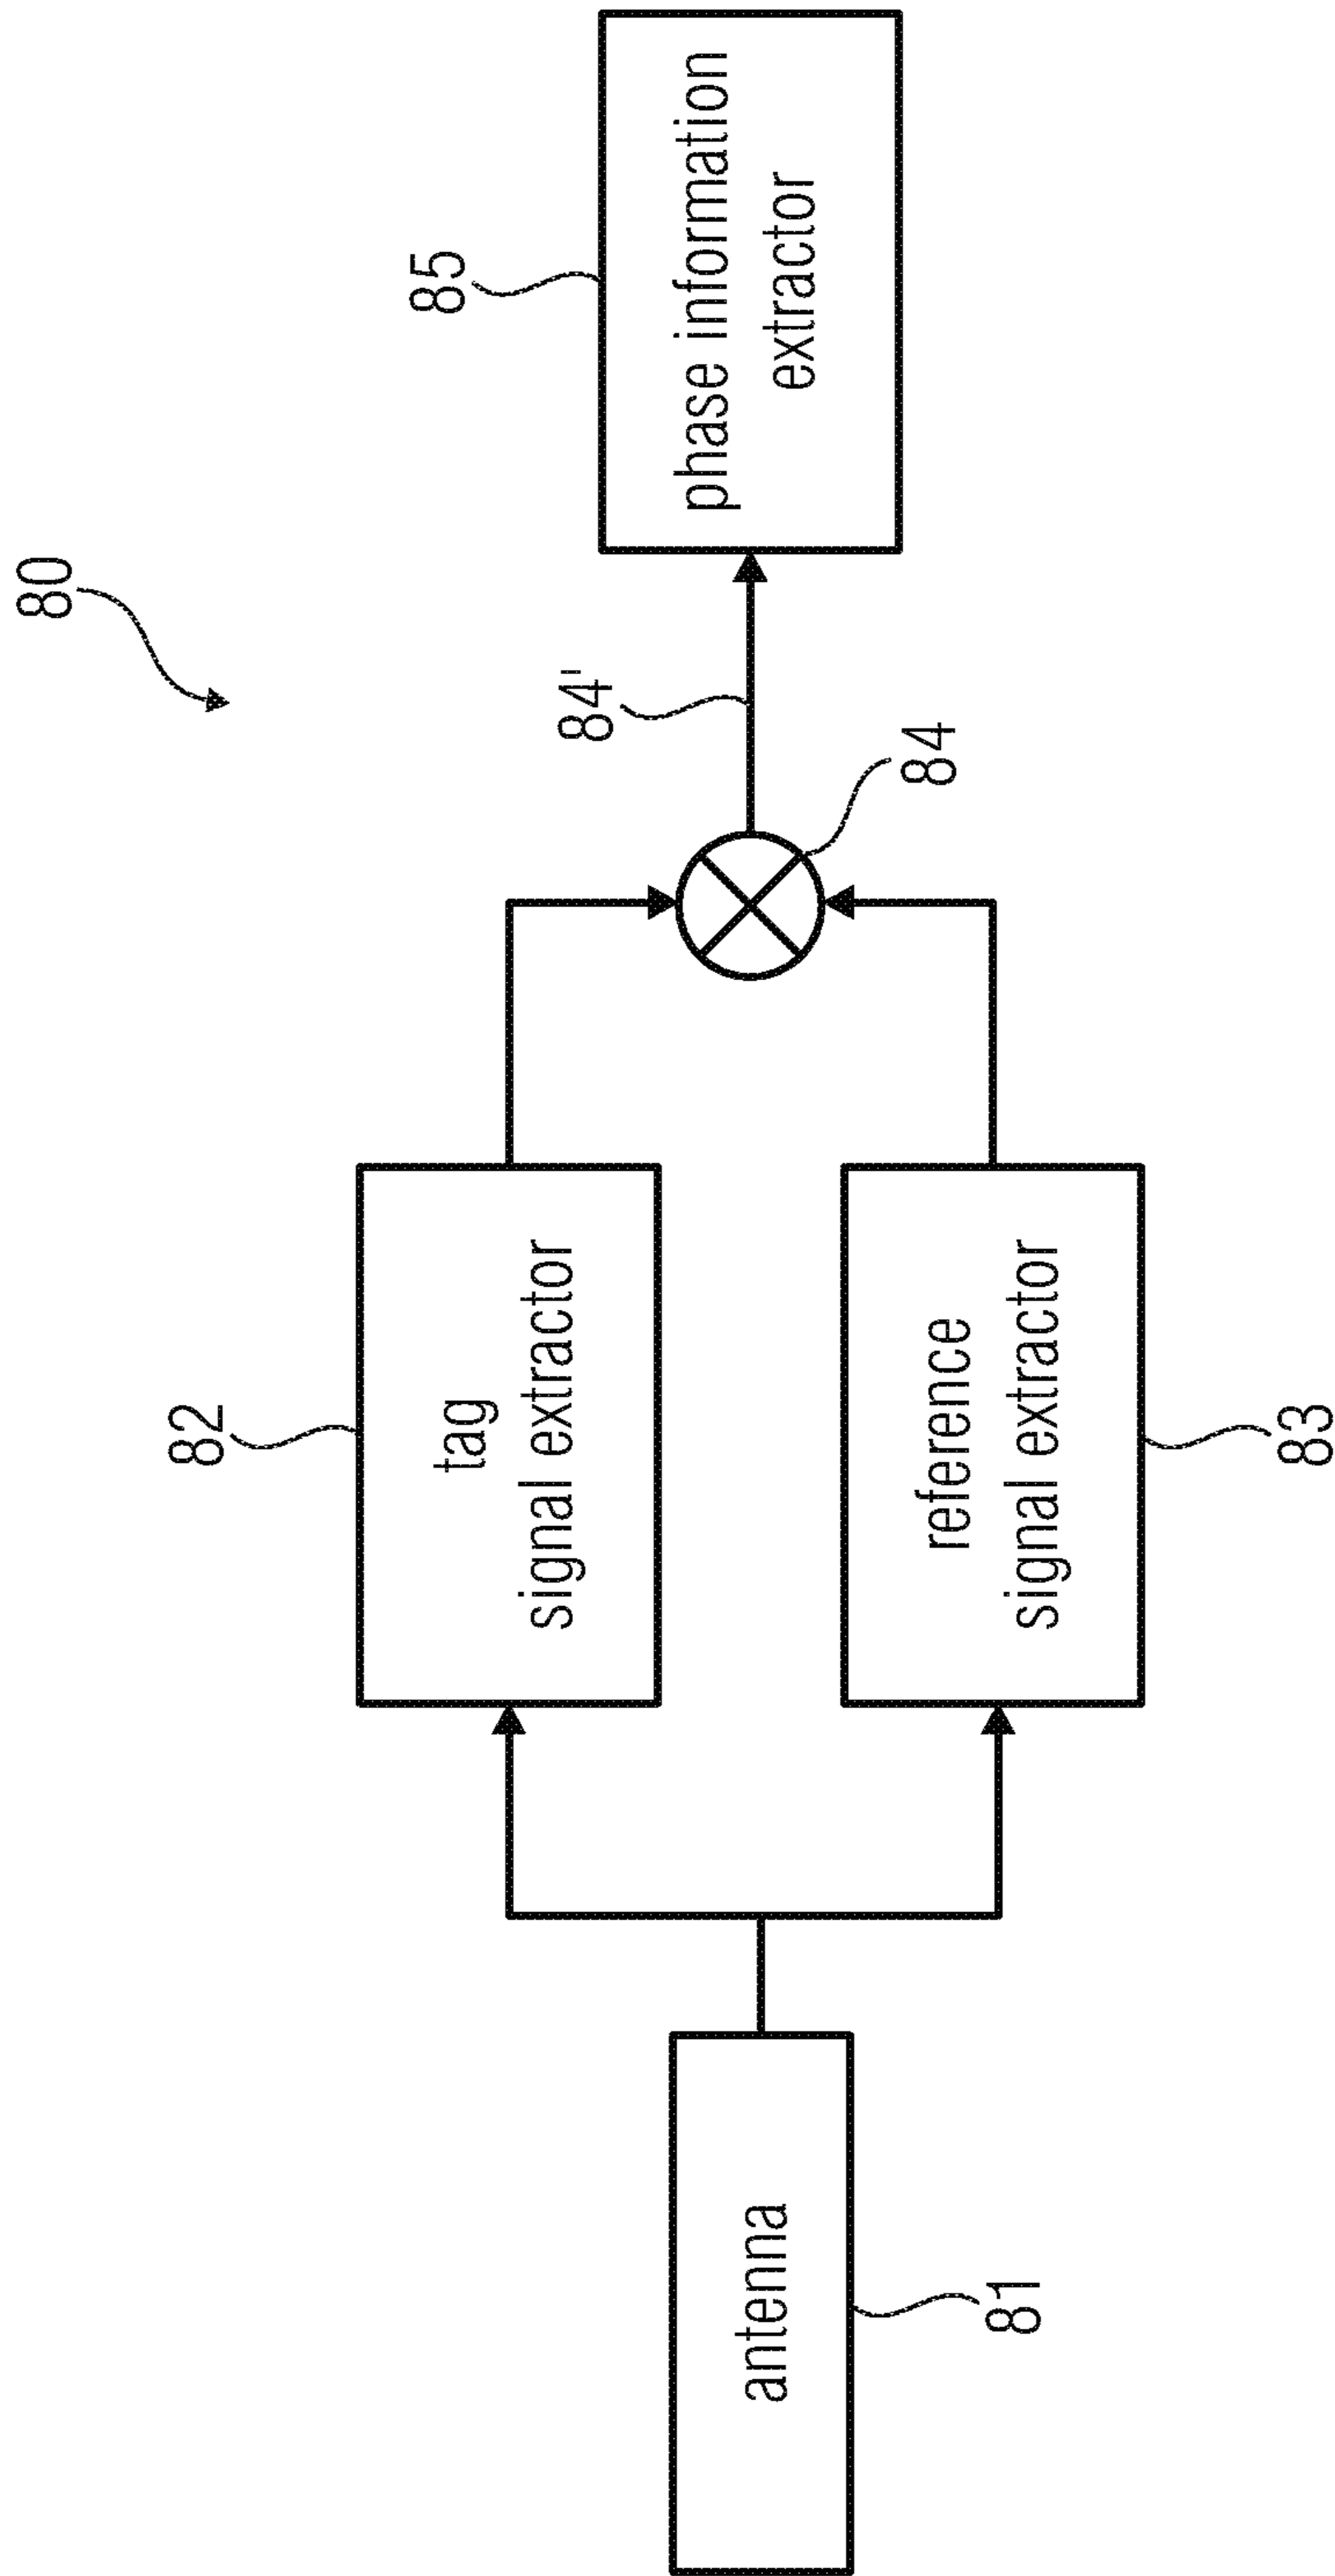 80
antenna
81
82
tag
signal extractor
reference
signal extractor
83
84'
84
85
phase information
extractor